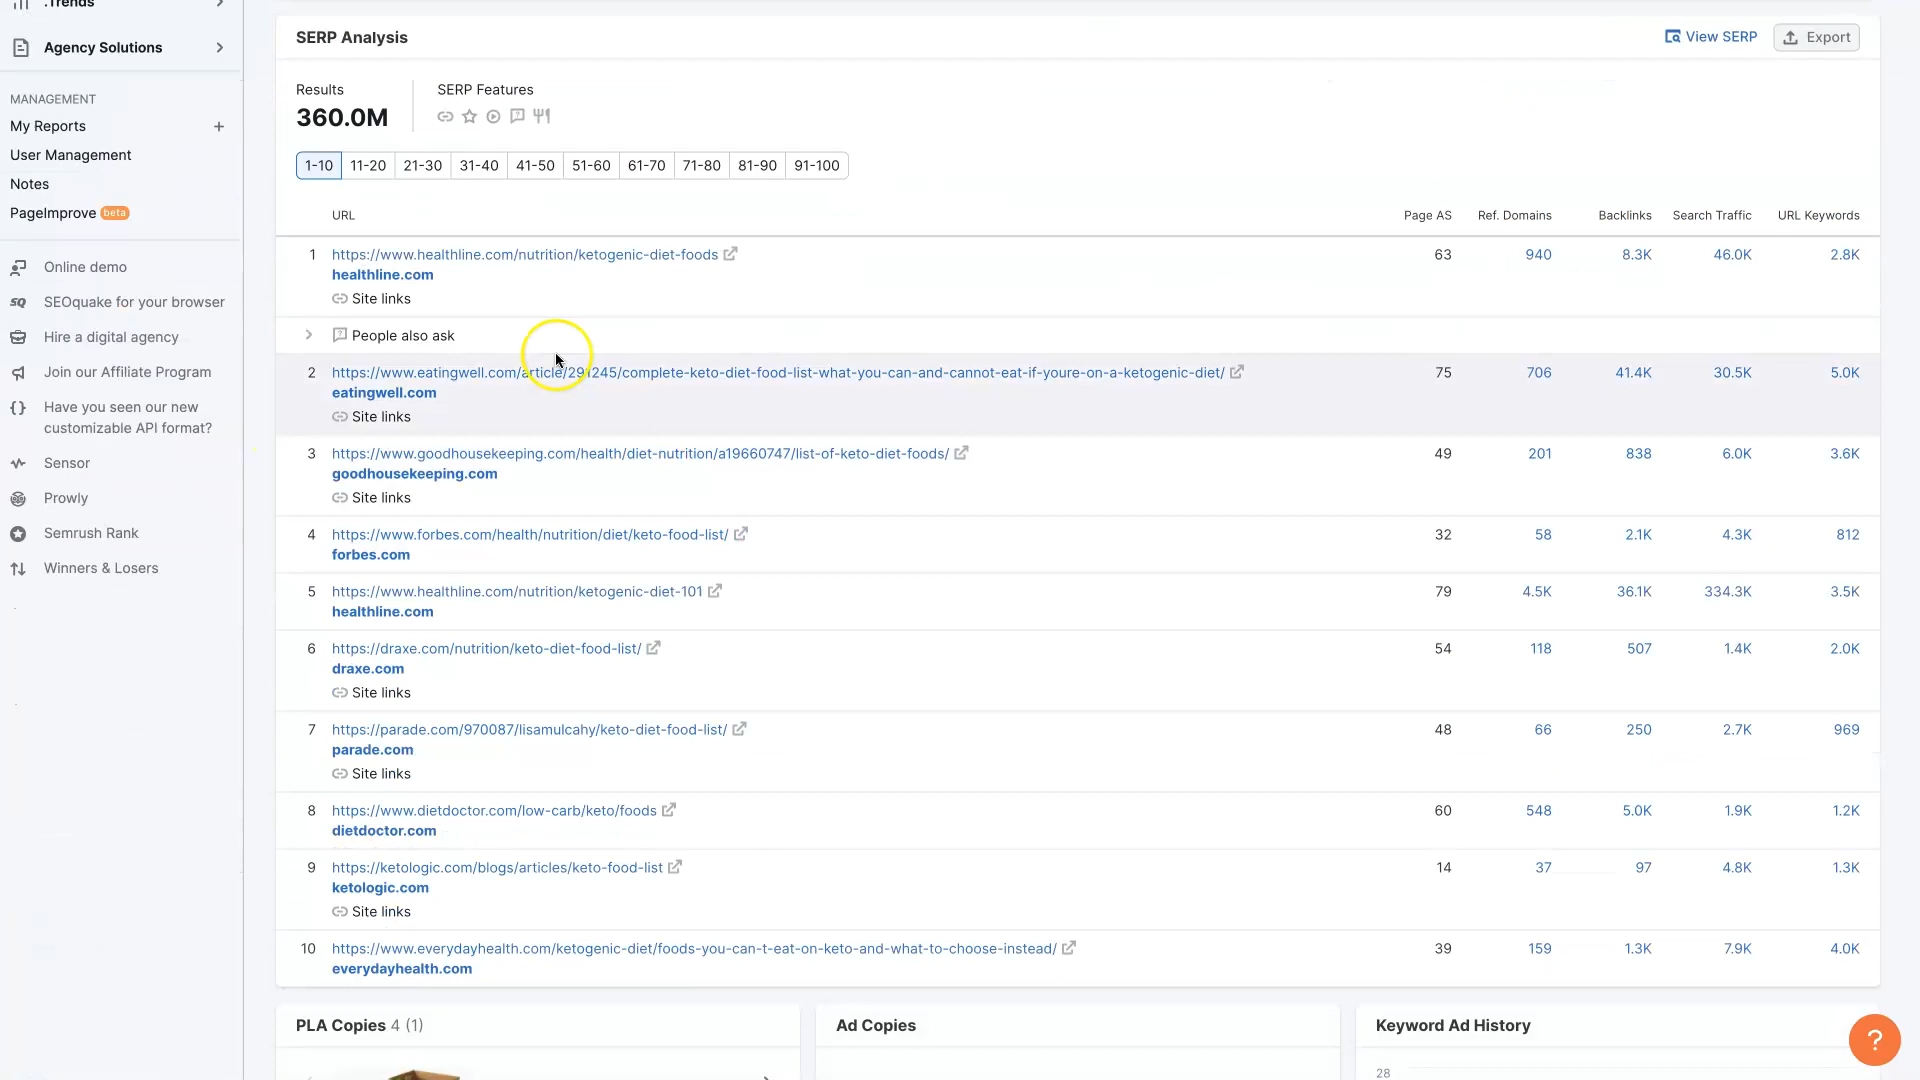 .Trends
Agency Solutions
MANAGEMENT
My Reports
User Management
Notes
PageImprove beta
Online demo
SEOquake for your browser
Hire a digital agency
Join our Affiliate Program
Have you seen our new
customizable API format?
Sensor
Prowly
Semrush Rank
Winners & Losers
SERP Analysis
View SERP
Export
Results
SERP Features
360.0M
1-10 11-20 21-30 31-40 41-50 51-60 61-70 71-80 81-90 91-100
URL Page AS Ref. Domains Backlinks Search Traffic URL Keywords
1 https://www.healthline.com/nutrition/ketogenic-diet-foods 63 940 8.3K 46.0K 2.8K
healthline.com
Site links
People also ask
2 https://www.eatingwell.com/article/291245/complete-keto-diet-food-list-what-you-can-and-cannot-eat-if-youre-on-a-ketogenic-diet/ 75 706 41.4K 30.5K 5.0K
eatingwell.com
Site links
3 https://www.goodhousekeeping.com/health/diet-nutrition/a19660747/list-of-keto-diet-foods/ 49 201 838 6.0K 3.6K
goodhousekeeping.com
Site links
4 https://www.forbes.com/health/nutrition/diet/keto-food-list/ 32 58 2.1K 4.3K 812
forbes.com
5 https://www.healthline.com/nutrition/ketogenic-diet-101 79 4.5K 36.1K 334.3K 3.5K
healthline.com
6 https://draxe.com/nutrition/keto-diet-food-list/ 54 118 507 1.4K 2.0K
draxe.com
Site links
7 https://parade.com/970087/lisamulcahy/keto-diet-food-list/ 48 66 250 2.7K 969
parade.com
Site links
8 https://www.dietdoctor.com/low-carb/keto/foods 60 548 5.0K 1.9K 1.2K
dietdoctor.com
9 https://ketologic.com/blogs/articles/keto-food-list 14 37 97 4.8K 1.3K
ketologic.com
Site links
10 https://www.everydayhealth.com/ketogenic-diet/foods-you-can-t-eat-on-keto-and-what-to-choose-instead/ 39 159 1.3K 7.9K 4.0K
everydayhealth.com
PLA Copies 4 (1)
Ad Copies
Keyword Ad History
28
?